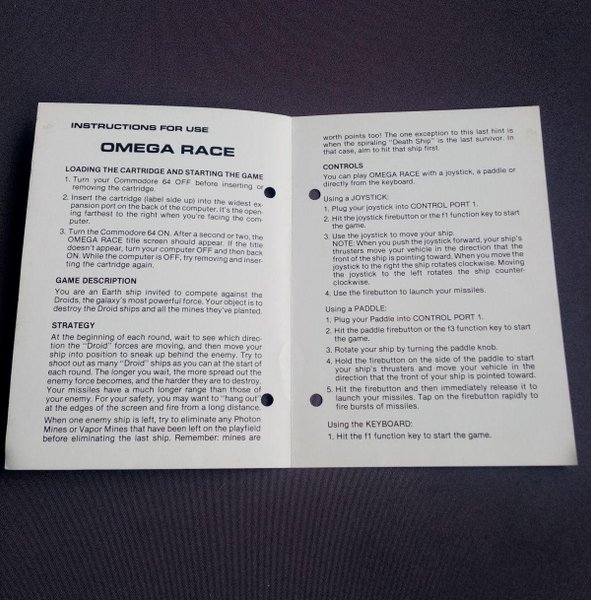 INSTRUCTIONS FOR USE
OMEGA RACE
LOADING THE CARTRIDGE AND STARTING THE GAME
1. Turn your Commodore 64 OFF before inserting or
removing the cartridge.
2. Insert the cartridge (label side up) into the widest ex-
pansion port on the back of the computer. It's the open-
ing farthest to the right when you're facing the com-
puter.
3. Turn the Commodore 64 ON. After a second or two, the
OMEGA RACE title screen should appear. If the title
doesn't appear, turn your computer OFF and then back
ON. While the computer is OFF, try removing and inser-
ting the cartridge again.
GAME DESCRIPTION
You are an Earth ship invited to compete against the
Droids, the galaxy's most powerful force. Your object is to
destroy the Droid ships and all the mines they've planted.
STRATEGY
At the beginning of each round, wait to see which direc-
tion the "Droid" forces are moving, and then move your
ship into position to sneak up behind the enemy. Try to
shoot out as many "Droid" ships as you can at the start of
each round. The longer you wait, the more spread out the
enemy force becomes, and the harder they are to destroy.
Your missiles have a much longer range than those of
your enemy. For your safety, you may want to "hang out"
at the edges of the screen and fire from a long distance.
When one enemy ship is left, try to eliminate any Photon
Mines or Vapor Mines that have been left on the playfield
before eliminating the last ship. Remember: mines are
worth points too! The one exception to this last hint is
when the spiraling "Death Ship" is the last survivor. In
that case, aim to hit that ship first.
CONTROLS
You can play OMEGA RACE with a joystick, a paddle or
directly from the keyboard.
Using a JOYSTICK:
1. Plug your joystick into CONTROL PORT 1.
2. Hit the joystick firebutton or the f1 function key to start
the game.
3. Use the joystick to move your ship.
NOTE: When you push the joystick forward, your ship's
thrusters move your vehicle in the direction that the
front of the ship is pointing toward. When you move the
joystick to the right the ship rotates clockwise. Moving
the joystick to the left rotates the ship counter-
clockwise.
4. Use the firebutton to launch your missiles.
Using a PADDLE:
1. Plug your Paddle into CONTROL PORT 1.
2. Hit the paddle firebutton or the f3 function key to start
the game.
3. Rotate your ship by turning the paddle knob.
4. Hold the firebutton on the side of the paddle to start
your ship's thrusters and move your vehicle in the
direction that the front of your ship is pointed toward.
5. Hit the firebutton and then immediately release it to
launch your missiles. Tap on the firebutton rapidly to
fire bursts of missiles.
Using the KEYBOARD:
1. Hit the f1 function key to start the game.